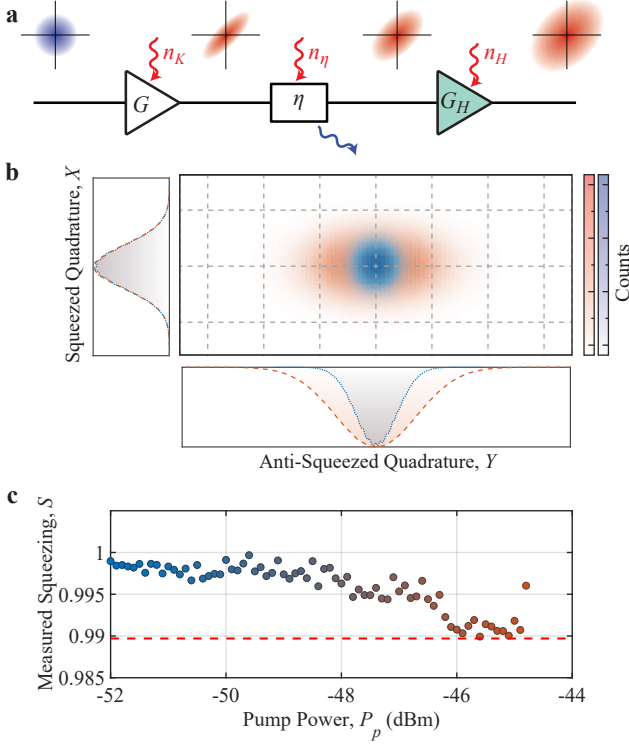 a
n_K
n_η
n_H
G
η
G_H
b
Squeezed Quadrature, X
Counts
Anti-Squeezed Quadrature, Y
c
Measured Squeezing, S
1
0.995
0.99
0.985
-52
-50
-48
-46
-44
Pump Power, P_p (dBm)